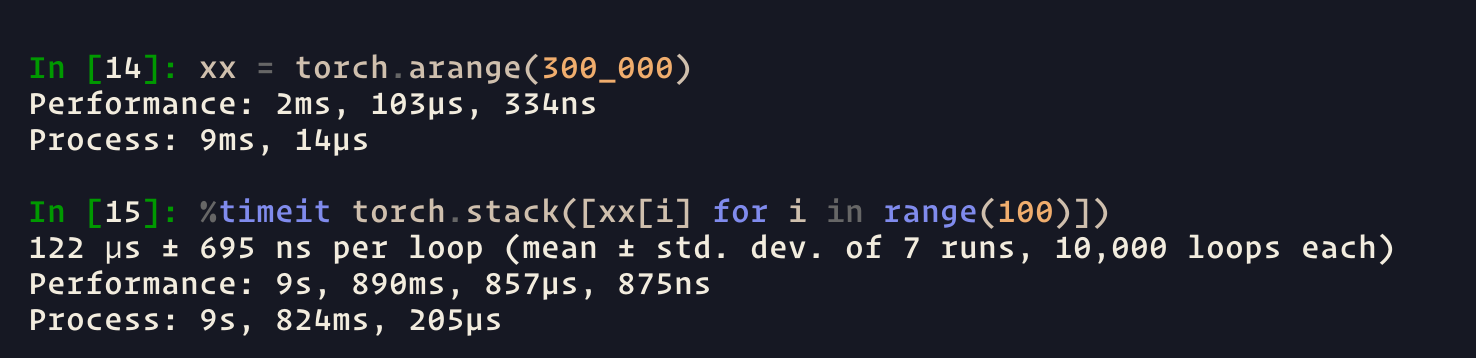 In [14]: xx = torch.arange(300_000)
Performance: 2ms, 103µs, 334ns
Process: 9ms, 14µs
In [15]: %timeit torch.stack([xx[i] for i in range(100)])
122 µs ± 695 ns per loop (mean ± std. dev. of 7 runs, 10,000 loops each)
Performance: 9s, 890ms, 857µs, 875ns
Process: 9s, 824ms, 205µs